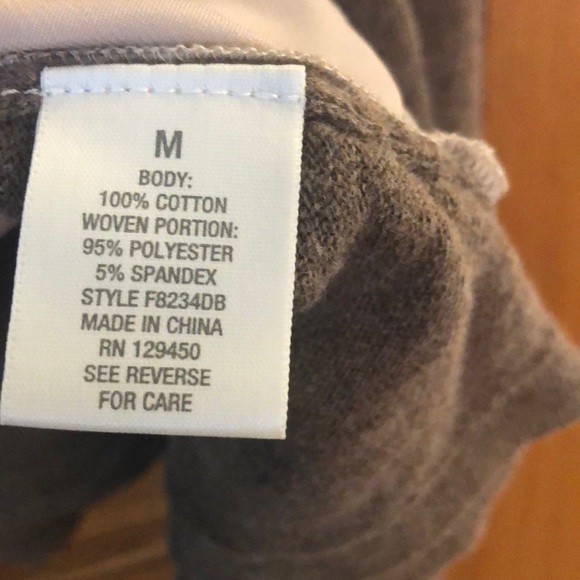 M
BODY:
100% COTTON
WOVEN PORTION:
95% POLYESTER
5% SPANDEX
STYLE F8234DB
MADE IN CHINA
RN 129450
SEE REVERSE
FOR CARE